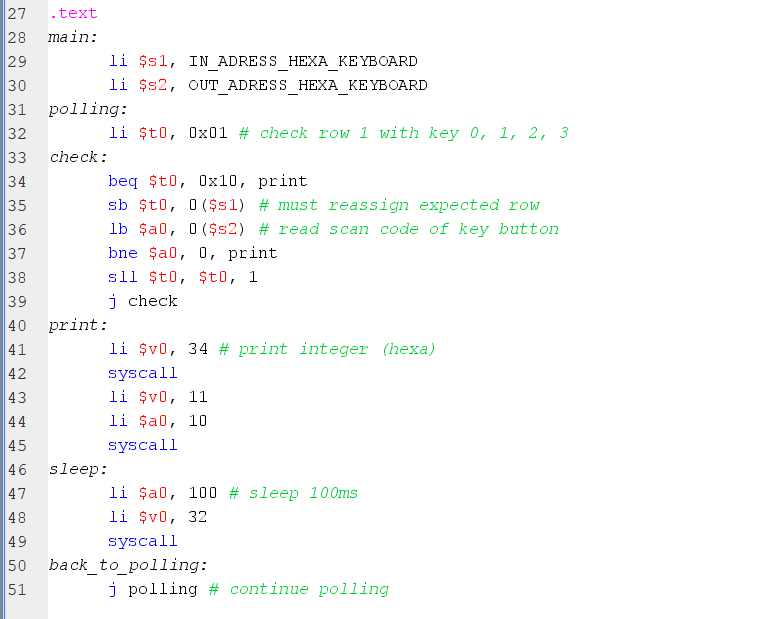 27 .text
28 main:
29 li $s1, IN_ADRESS_HEXA_KEYBOARD
30 li $s2, OUT_ADRESS_HEXA_KEYBOARD
31 polling:
32 li $t0, 0x01 # check row 1 with key 0, 1, 2, 3
33 check:
34 beq $t0, 0x10, print
35 sb $t0, 0($s1) # must reassign expected row
36 lb $a0, 0($s2) # read scan code of key button
37 bne $a0, 0, print
38 sll $t0, $t0, 1
39 j check
40 print:
41 li $v0, 34 # print integer (hexa)
42 syscall
43 li $v0, 11
44 li $a0, 10
45 syscall
46 sleep:
47 li $a0, 100 # sleep 100ms
48 li $v0, 32
49 syscall
50 back_to_polling:
51 j polling # continue polling